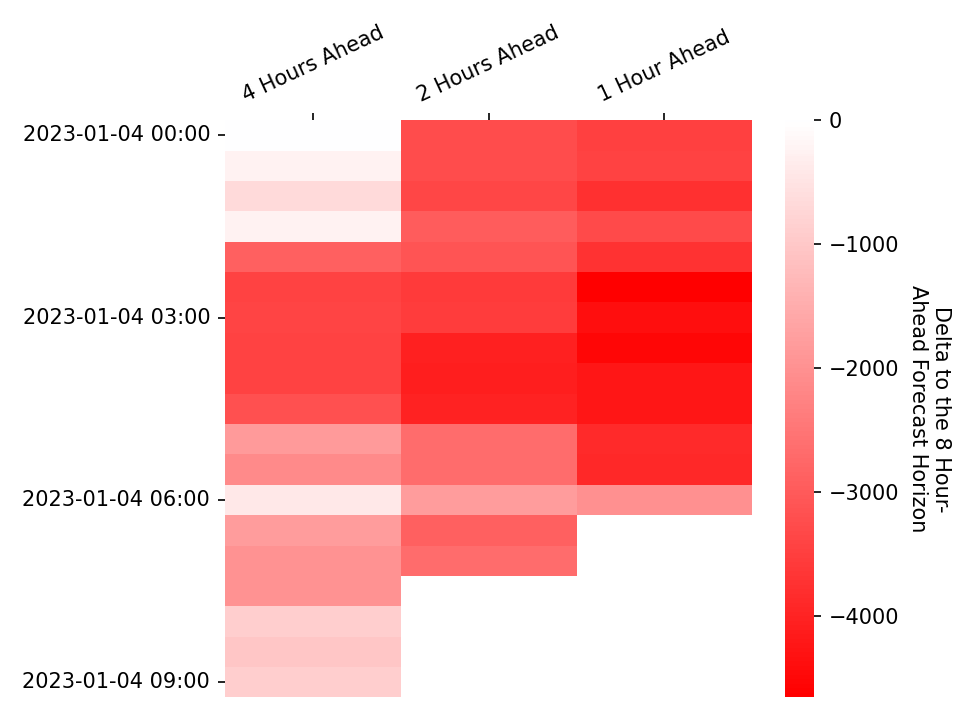 4 Hours Ahead
2 Hours Ahead
1 Hour Ahead
2023-01-04 00:00
2023-01-04 03:00
2023-01-04 06:00
2023-01-04 09:00
0
−1000
−2000
−3000
−4000
Delta to the 8 Hour-
Ahead Forecast Horizon